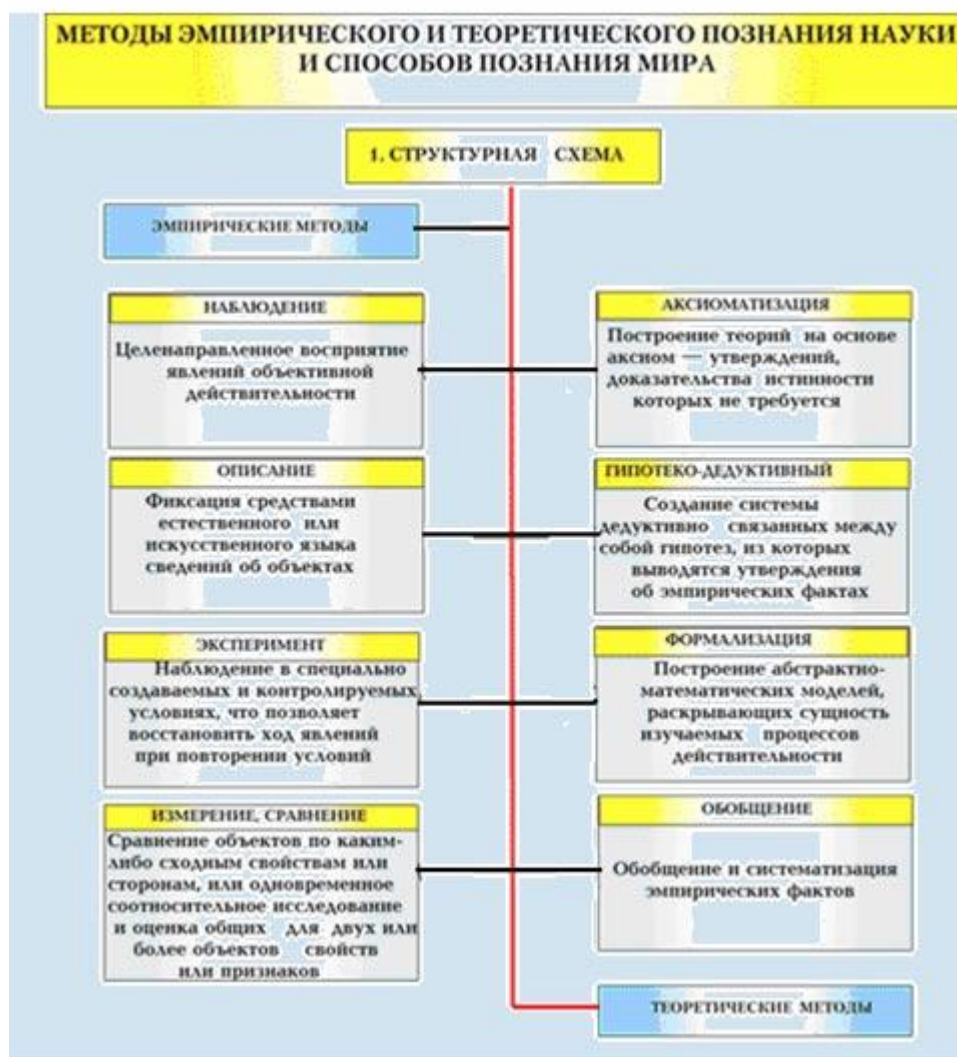 МЕТОДЫ ЭМПИРИЧЕСКОГО И ТЕОРЕТИЧЕСКОГО ПОЗНАНИЯ НАУКИ
И СПОСОБОВ ПОЗНАНИЯ МИРА
1. СТРУКТУРНАЯ СХЕМА
ЭМПИРИЧЕСКИЕ МЕТОДЫ
НАБЛЮДЕНИЕ
Целенаправленное восприятие
явлений объективной
действительности
АКСИОМАТИЗАЦИЯ
Построение теорий на основе
аксиом — утверждений,
доказательства истинности
которых не требуется
ОПИСАНИЕ
Фиксация средствами
естественного или
искусственного языка
сведений об объектах
ГИПОТЕКО-ДЕДУКТИВНЫЙ
Создание системы
дедуктивно связанных между
собой гипотез, из которых
выводятся утверждения
об эмпирических фактах
ЭКСПЕРИМЕНТ
Наблюдение в специально
создаваемых и контролируемых
условиях, что позволяет
восстановить ход явлений
при повторении условий
ФОРМАЛИЗАЦИЯ
Построение абстрактно-
математических моделей,
раскрывающих сущность
изучаемых процессов
действительности
ИЗМЕРЕНИЕ, СРАВНЕНИЕ
Сравнение объектов по каким-
либо сходным свойствам или
сторонам, или одновременное
соотносительное исследование
и оценка общих для двух или
более объектов свойств
или признаков
ОБОБЩЕНИЕ
Обобщение и систематизация
эмпирических фактов
ТЕОРЕТИЧЕСКИЕ МЕТОДЫ